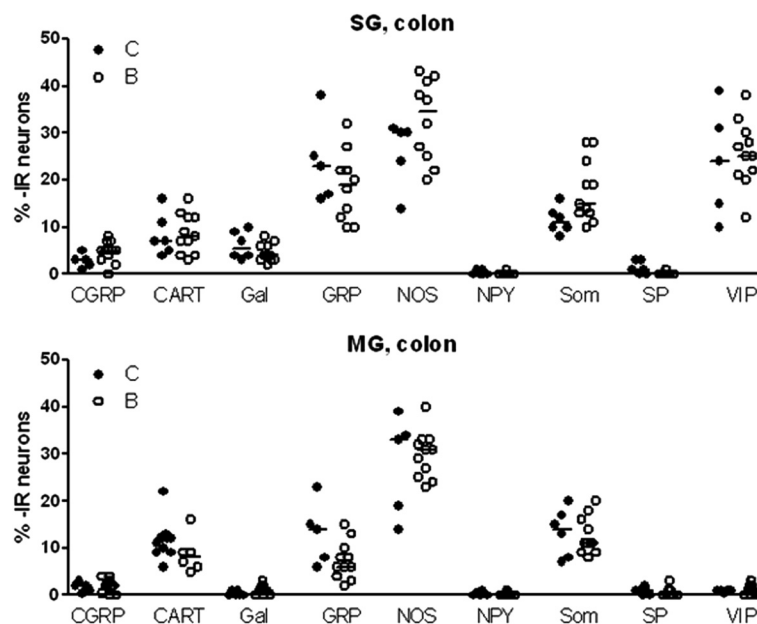 SG, colon
50
40
30
20
10
0
% -IR neurons
C
B
CGRP CART Gal GRP NOS NPY Som SP VIP
MG, colon
50
40
30
20
10
0
% -IR neurons
C
B
CGRP CART Gal GRP NOS NPY Som SP VIP